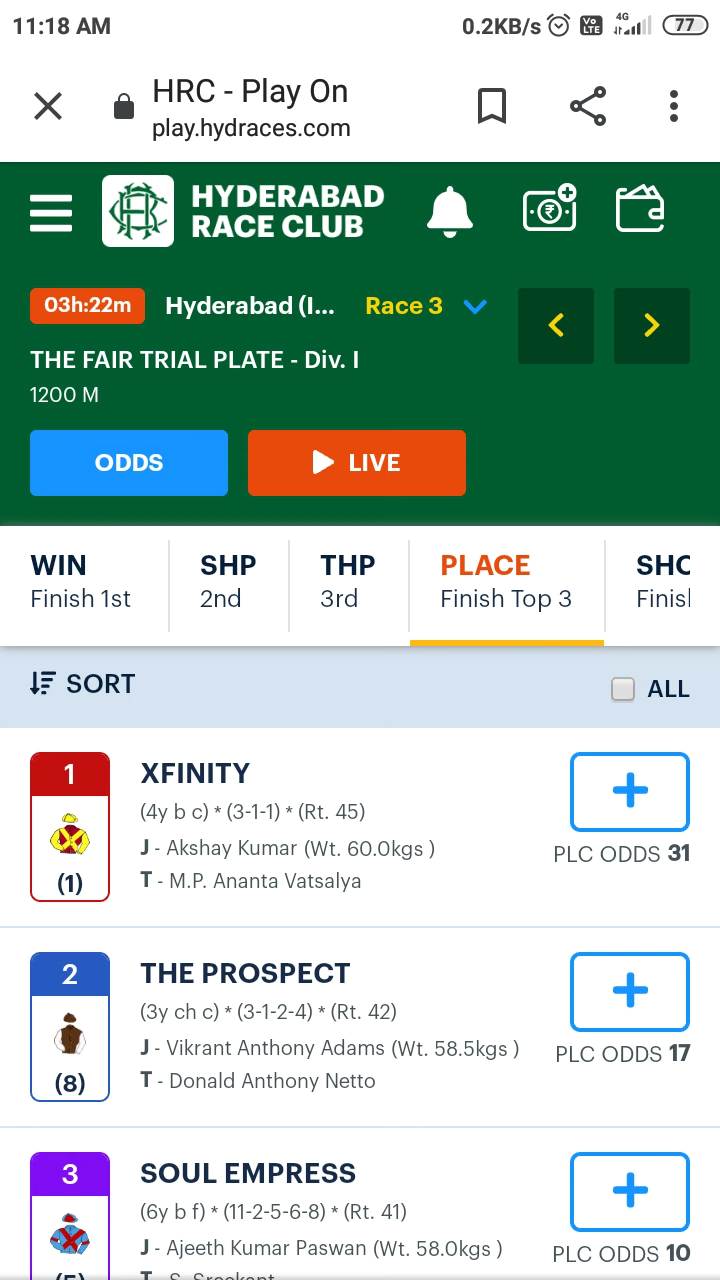 11:18 AM 0.2KB/s Vo LTE 4G 77
HRC - Play On
play.hydraces.com
HYDERABAD
RACE CLUB
03h:22m Hyderabad (I... Race 3
THE FAIR TRIAL PLATE - Div. I
1200 M
ODDS LIVE
WIN SHP THP PLACE SHO
Finish 1st 2nd 3rd Finish Top 3 Finish
SORT ALL
1 XFINITY
(4y b c) * (3-1-1) * (Rt. 45)
J - Akshay Kumar (Wt. 60.0kgs ) PLC ODDS 31
(1) T - M.P. Ananta Vatsalya
2 THE PROSPECT
(3y ch c) * (3-1-2-4) * (Rt. 42)
J - Vikrant Anthony Adams (Wt. 58.5kgs ) PLC ODDS 17
(8) T - Donald Anthony Netto
3 SOUL EMPRESS
(6y b f) * (11-2-5-6-8) * (Rt. 41)
J - Ajeeth Kumar Paswan (Wt. 58.0kgs ) PLC ODDS 10